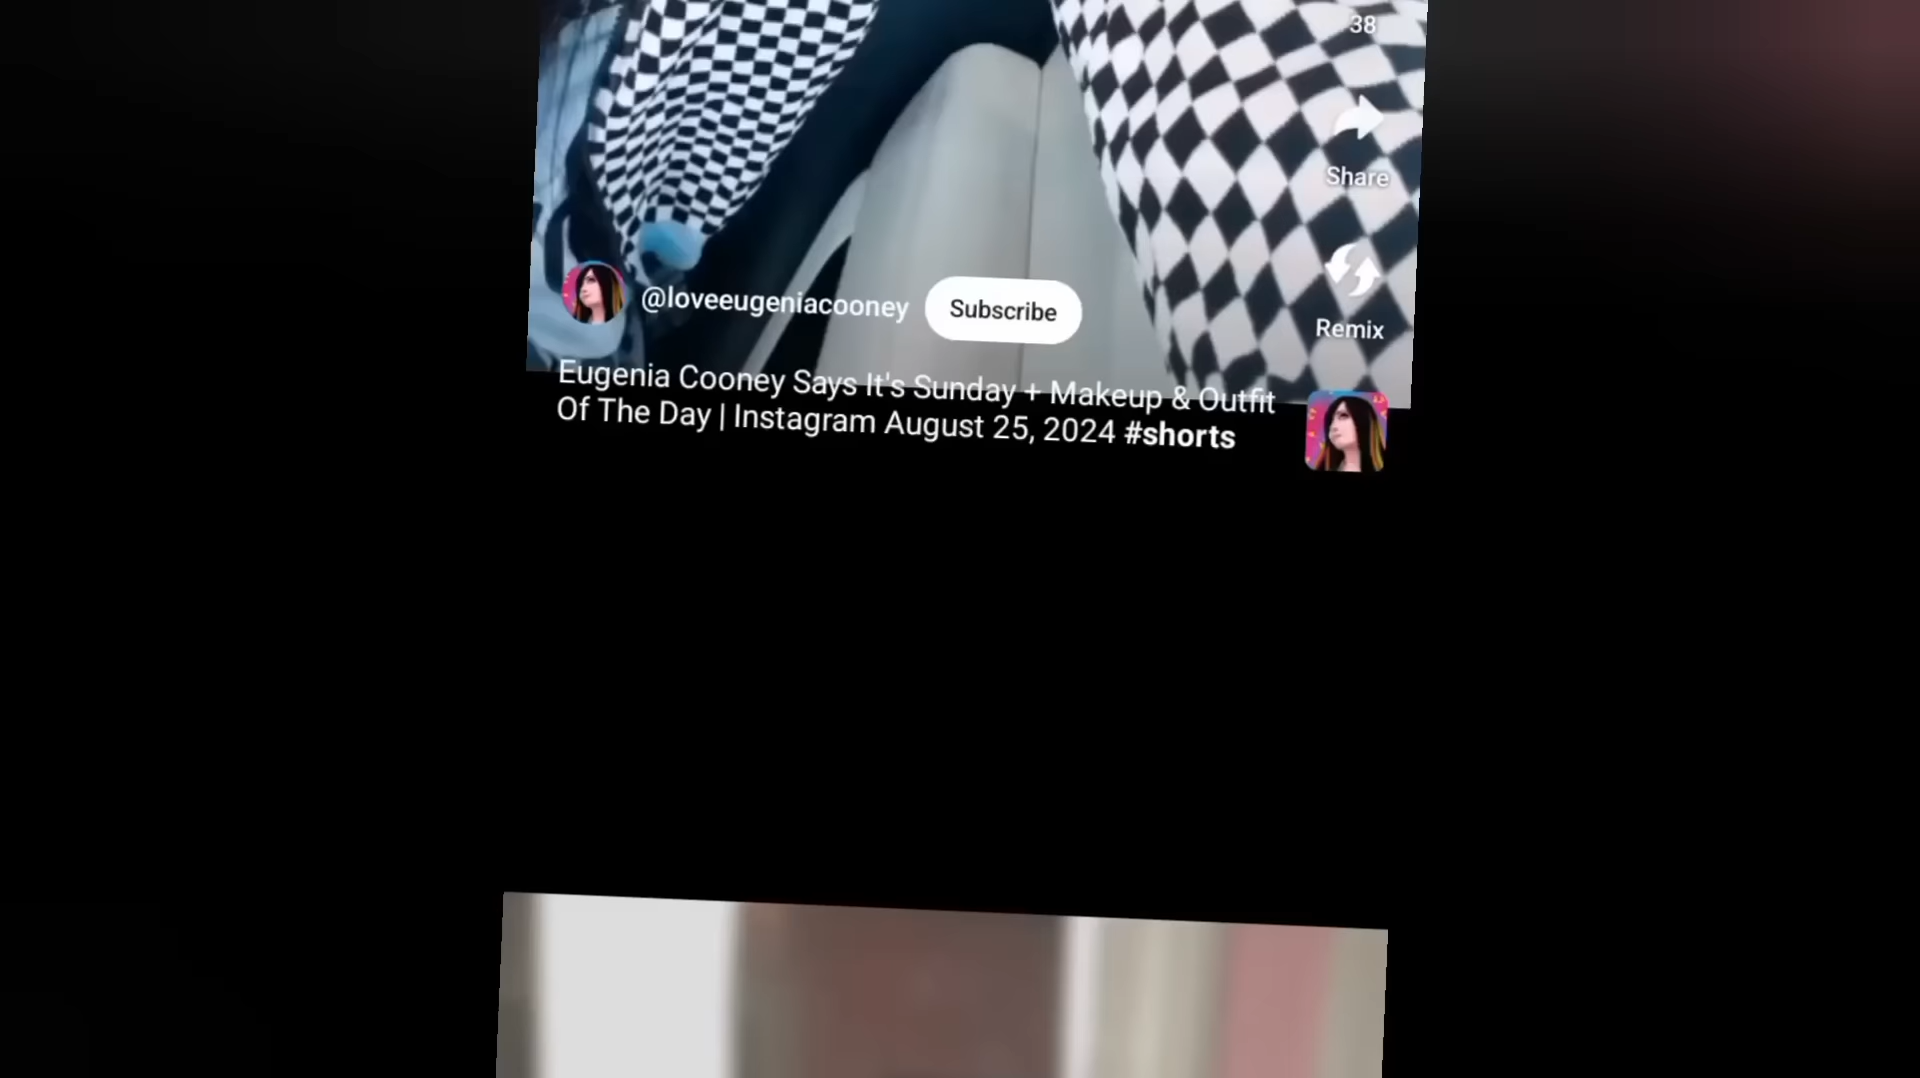 38
Share
Remix
@loveeugeniacooney
Subscribe
Eugenia Cooney Says It's Sunday + Makeup & Outfit
Of The Day | Instagram August 25, 2024 #shorts